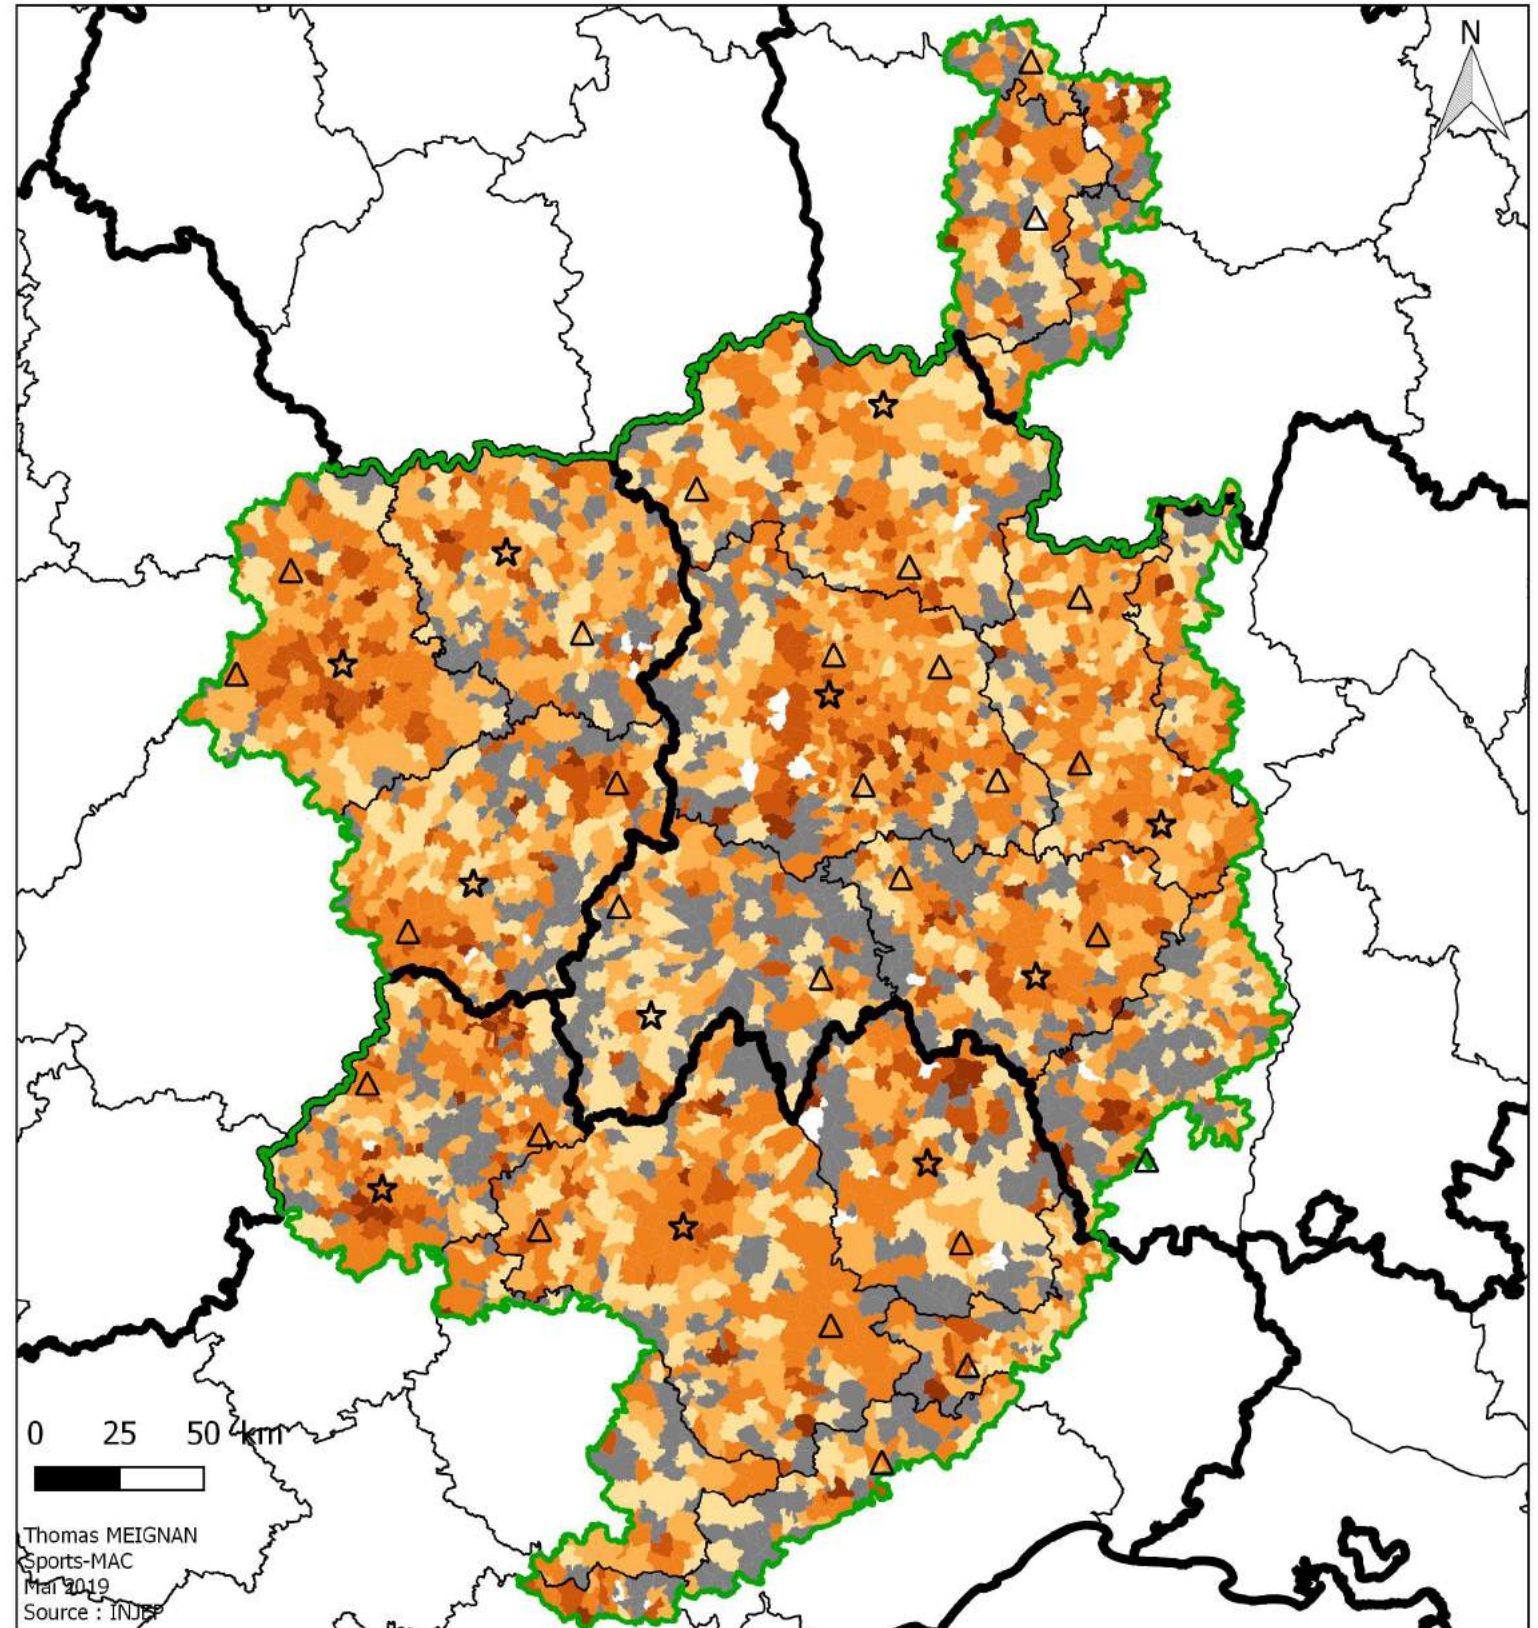 N
0 25 50 km
Thomas MEIGNAN
Sports-MAC
Mai 2019
Source : INJEP